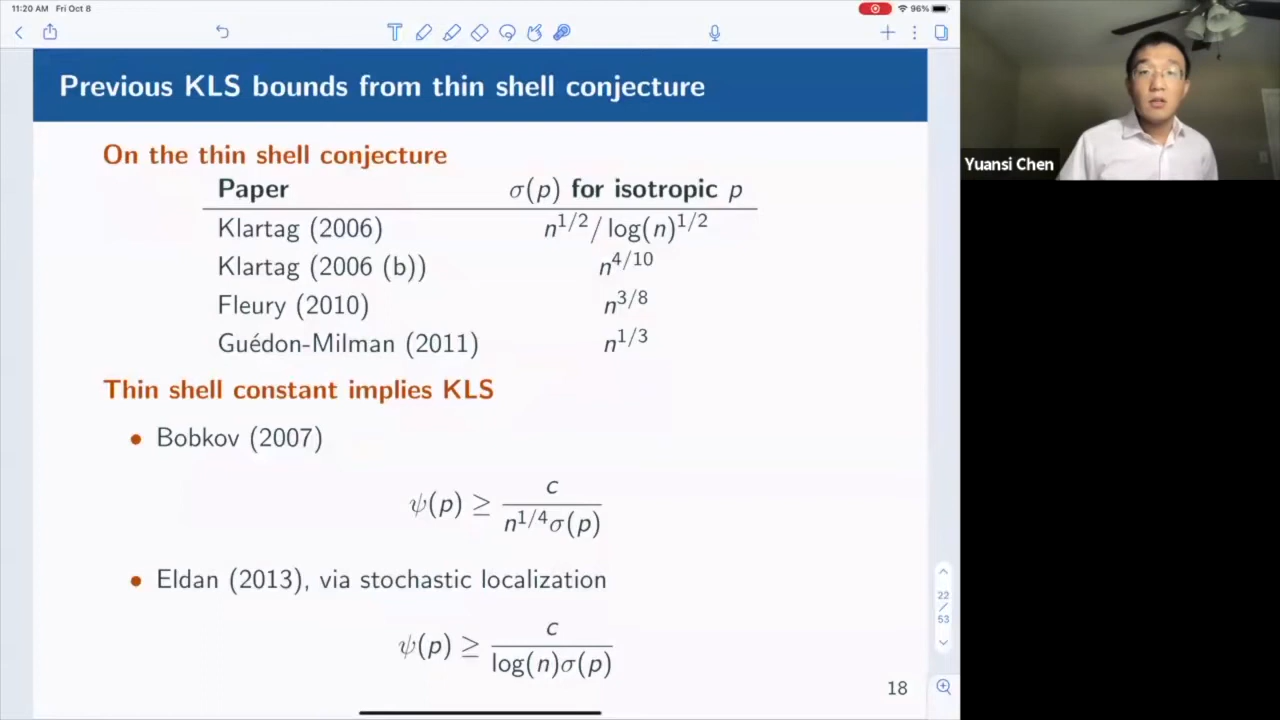 11:20 AM Fri Oct 8
96%
Previous KLS bounds from thin shell conjecture
On the thin shell conjecture
Paper σ(p) for isotropic p
Klartag (2006) n^{1/2}/ log(n)^{1/2}
Klartag (2006 (b)) n^{4/10}
Fleury (2010) n^{3/8}
Guédon-Milman (2011) n^{1/3}
Thin shell constant implies KLS
• Bobkov (2007)
ψ(p) ≥ c / n^{1/4}σ(p)
• Eldan (2013), via stochastic localization
ψ(p) ≥ c / log(n)σ(p)
18
22
/
53
Yuansi Chen